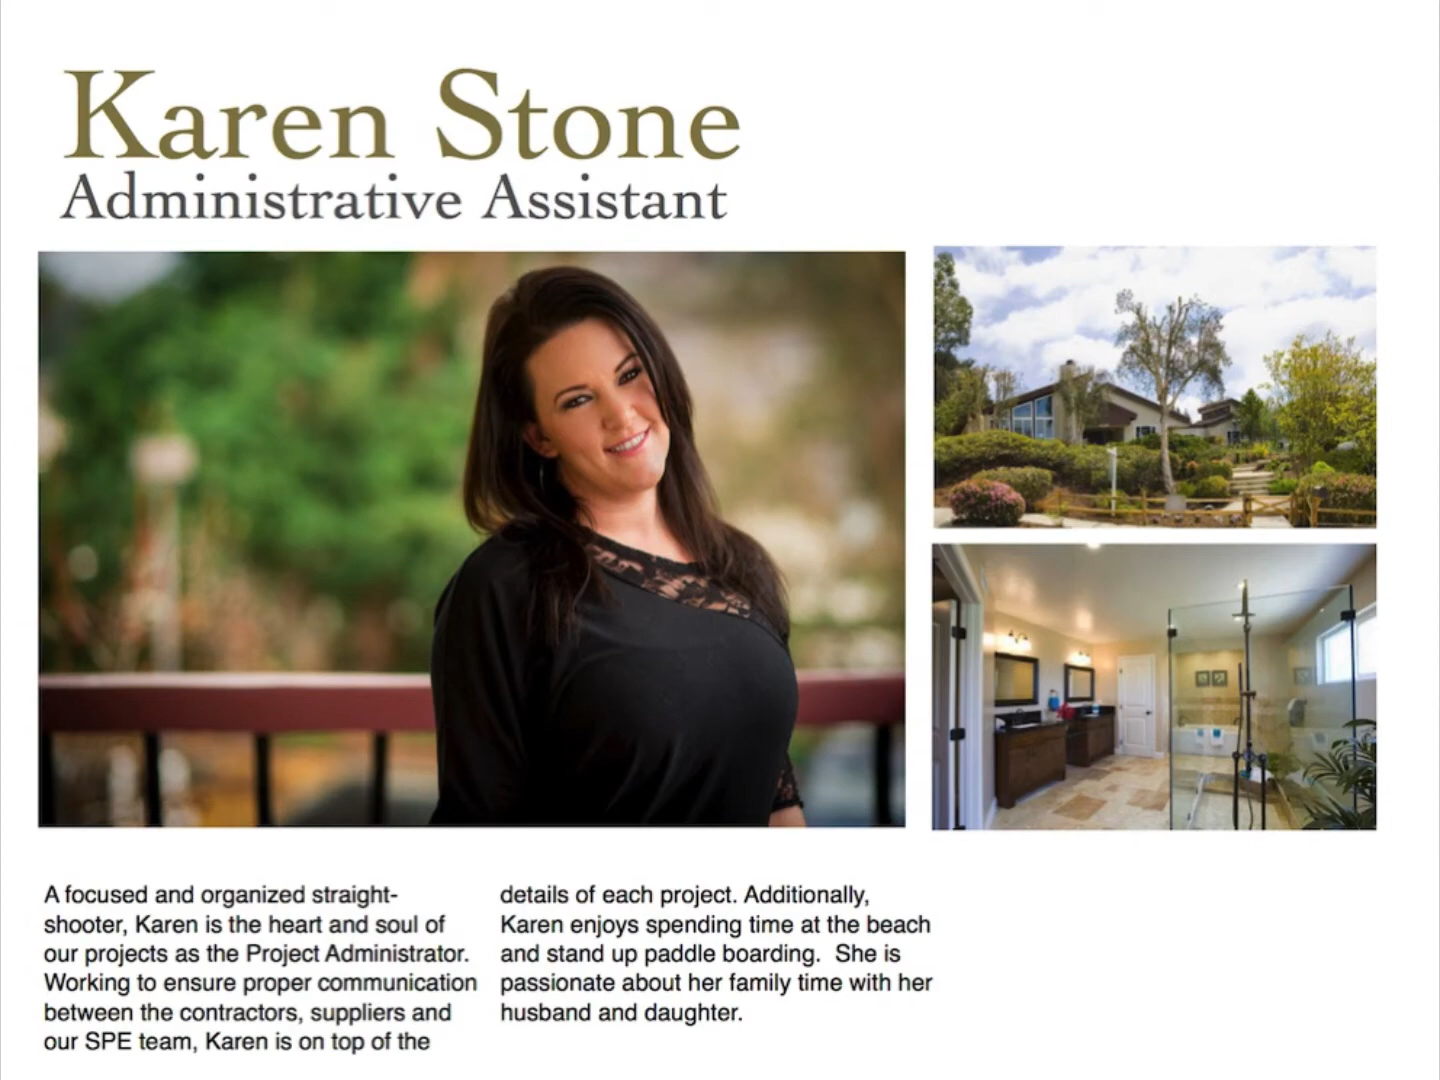 Karen Stone
Administrative Assistant
A focused and organized straight-
shooter, Karen is the heart and soul of
our projects as the Project Administrator.
Working to ensure proper communication
between the contractors, suppliers and
our SPE team, Karen is on top of the
details of each project. Additionally,
Karen enjoys spending time at the beach
and stand up paddle boarding.  She is
passionate about her family time with her
husband and daughter.